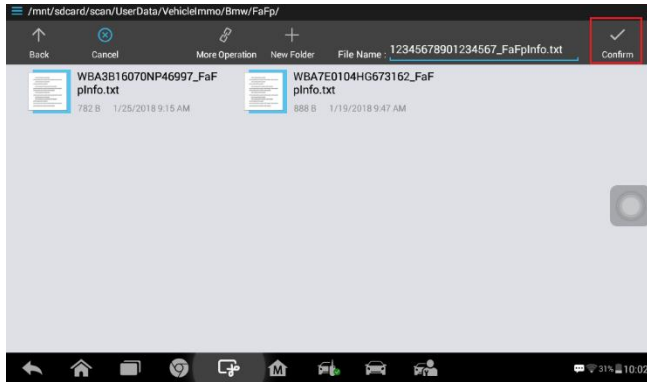 /mnt/sdcard/scan/UserData/VehicleImmo/Bmw/FaFp/
Back
Cancel
More Operation
New Folder
File Name : 12345678901234567_FaFpInfo.txt
Confirm
WBA3B16070NP46997_FaF
pInfo.txt
782 B 1/25/2018 9:15 AM
WBA7E0104HG673162_FaF
pInfo.txt
888 B 1/19/2018 9:47 AM
M
31% 10:02